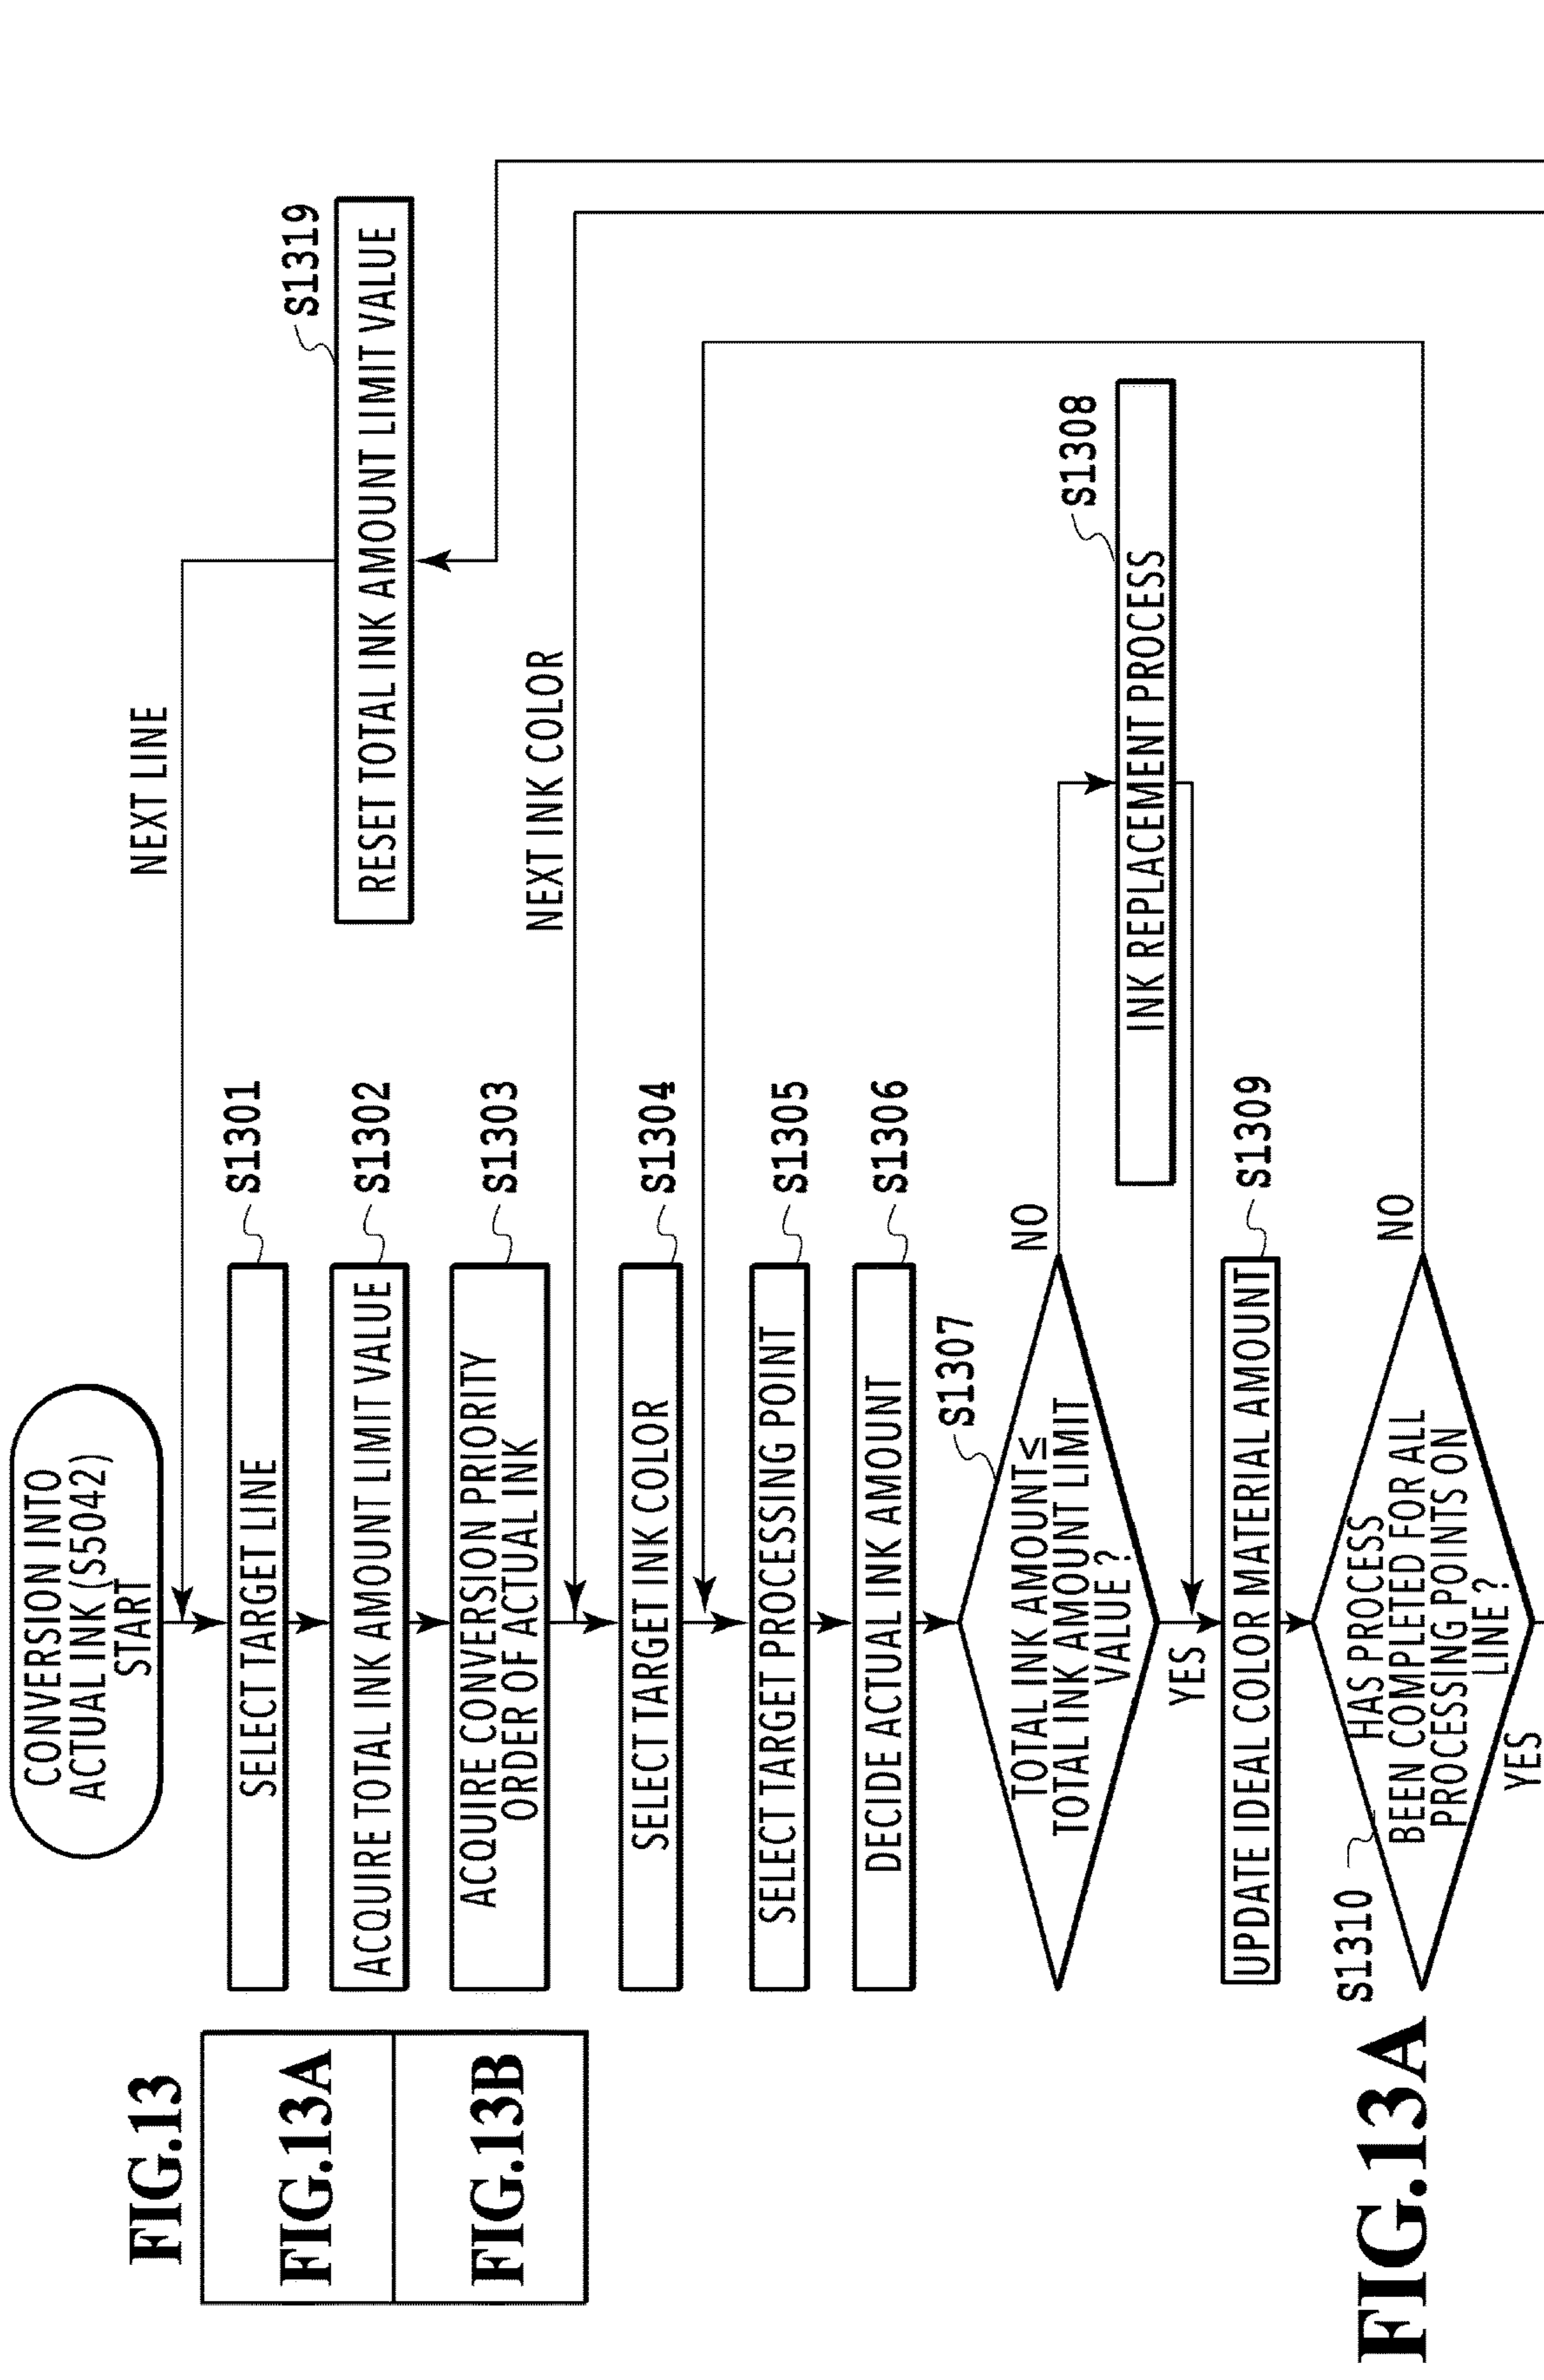 FIG.13
FIG.13A
FIG.13B
CONVERSION INTO
ACTUAL INK (S5042)
START
NEXT LINE
SELECT TARGET LINE
S1301
ACQUIRE TOTAL INK AMOUNT LIMIT VALUE
S1302
RESET TOTAL INK AMOUNT LIMIT VALUE
S1319
ACQUIRE CONVERSION PRIORITY
ORDER OF ACTUAL INK
S1303
NEXT INK COLOR
SELECT TARGET INK COLOR
S1304
SELECT TARGET PROCESSING POINT
S1305
DECIDE ACTUAL INK AMOUNT
S1306
S1307
TOTAL INK AMOUNT≤
TOTAL INK AMOUNT LIMIT
VALUE ?
NO
YES
INK REPLACEMENT PROCESS
S1308
UPDATE IDEAL COLOR MATERIAL AMOUNT
S1309
S1310
HAS PROCESS
BEEN COMPLETED FOR ALL
PROCESSING POINTS ON
LINE ?
NO
YES
FIG.13A